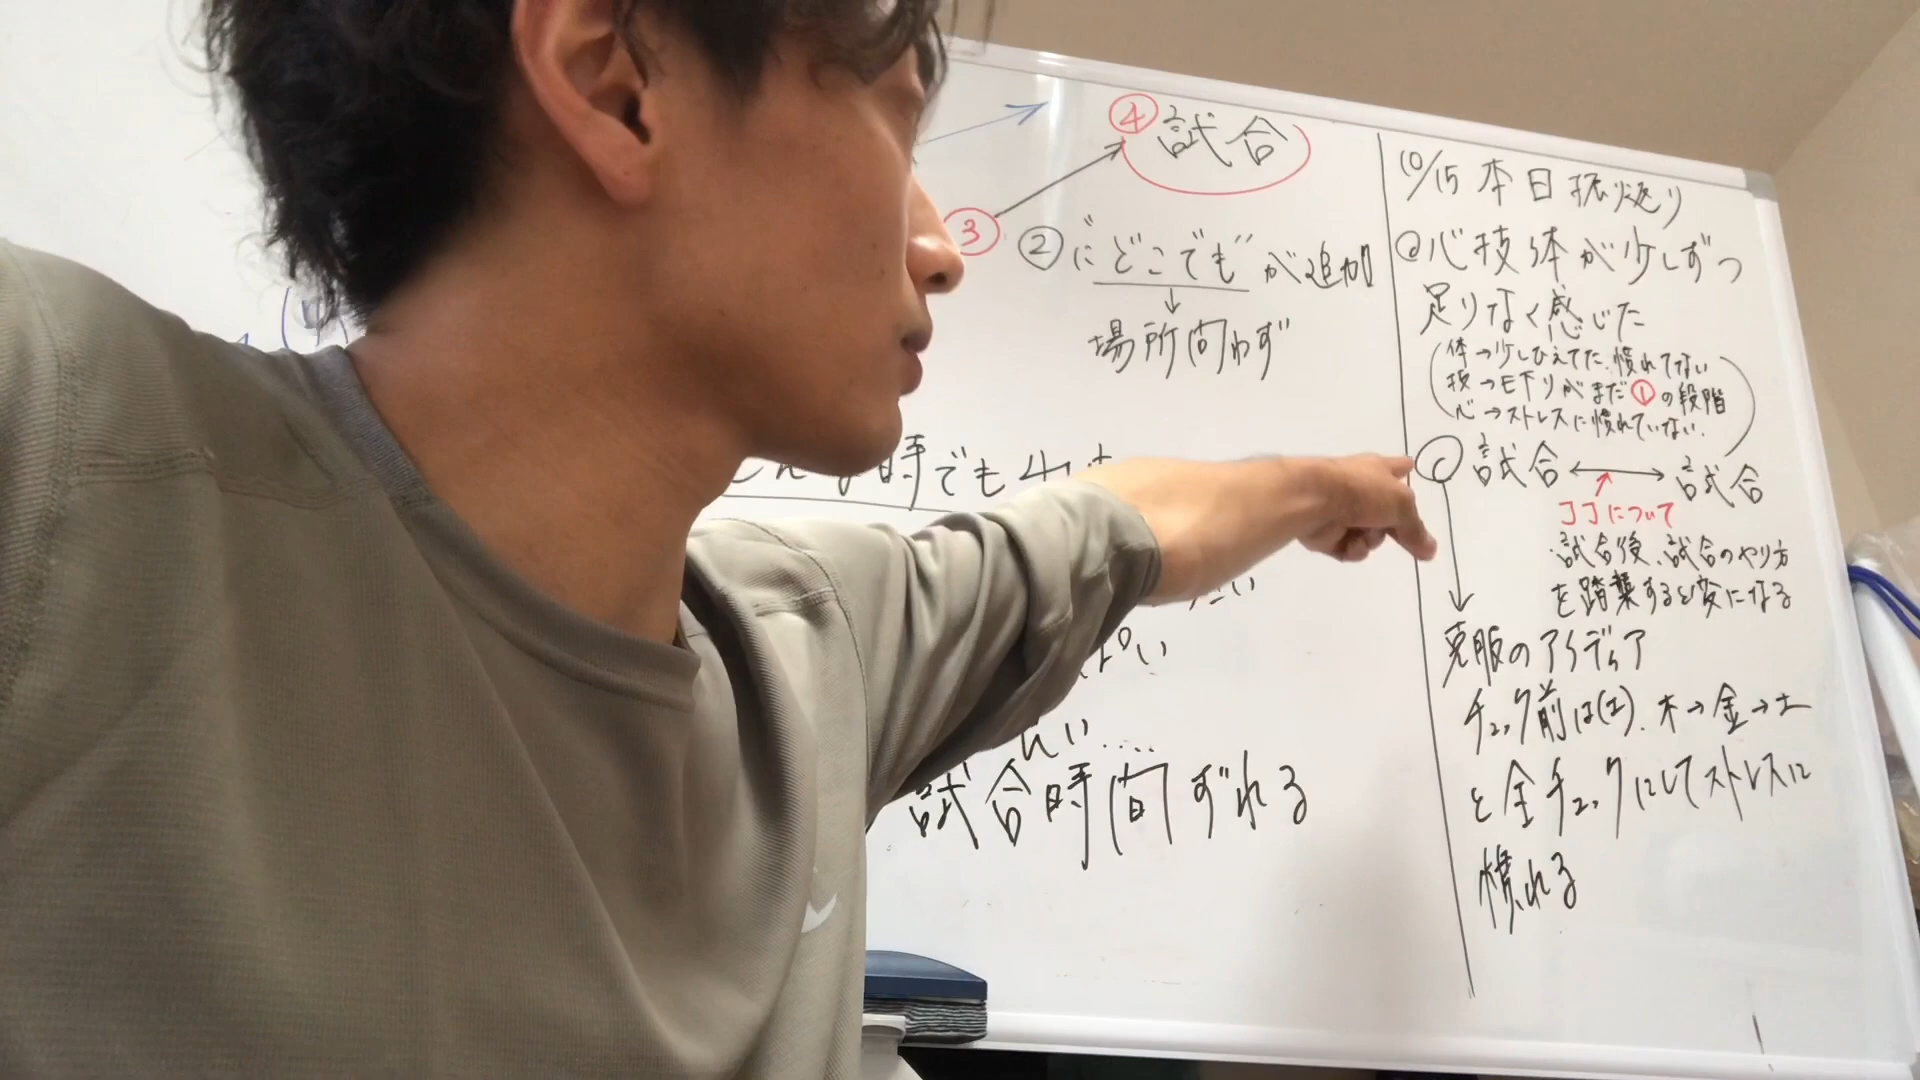 ④試合
③
②にどこでもが追加
↓
場所問わず
時でも
い
ぱい
い....
試合時間ずれる
10/15 本日振り返り
@心技体が少しずつ
足りなく感じた
体→少しひえてた、慣れてない
技→モ下りがまだ①の段階
心→ストレスに慣れていない.
試合↔試合
ココについて
試合後、試合のやり方
を踏襲すると変になる
克服のアイディア
チェック前は(土). 木→金→土
と全チェックにしてストレスに
慣れる